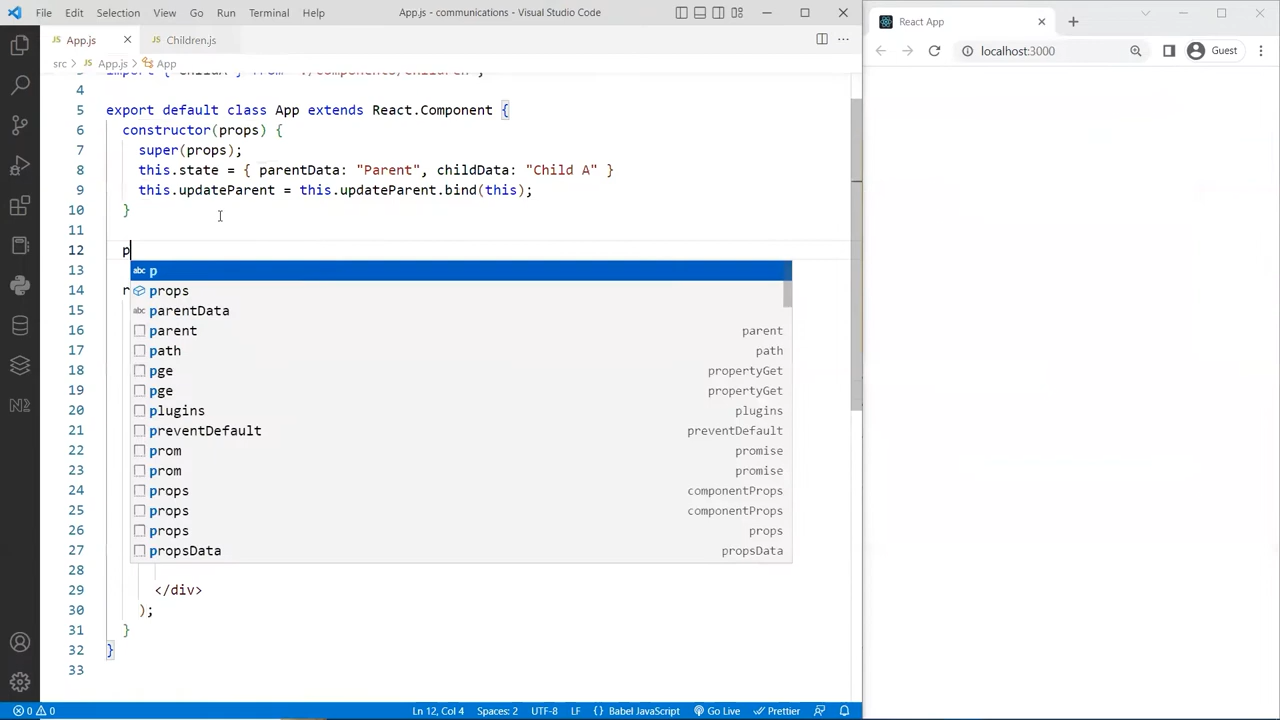 File Edit Selection View Go Run Terminal Help App.js - communications - Visual Studio Code
React App
App.js Children.js
localhost:3000 Guest
src > App.js > App
4
5 export default class App extends React.Component {
6 constructor(props) {
7 super(props);
8 this.state = { parentData: "Parent", childData: "Child A" }
9 this.updateParent = this.updateParent.bind(this);
10 }
11
12 p
13 abc p
14 r props
15 abc parentData
16 parent parent
17 path path
18 pge propertyGet
19 pge propertyGet
20 plugins plugins
21 preventDefault preventDefault
22 prom promise
23 prom promise
24 props componentProps
25 props componentProps
26 props props
27 propsData propsData
28
29 </div>
30 );
31 }
32 }
33
0 0 Ln 12, Col 4 Spaces: 2 UTF-8 LF {} Babel JavaScript Go Live Prettier